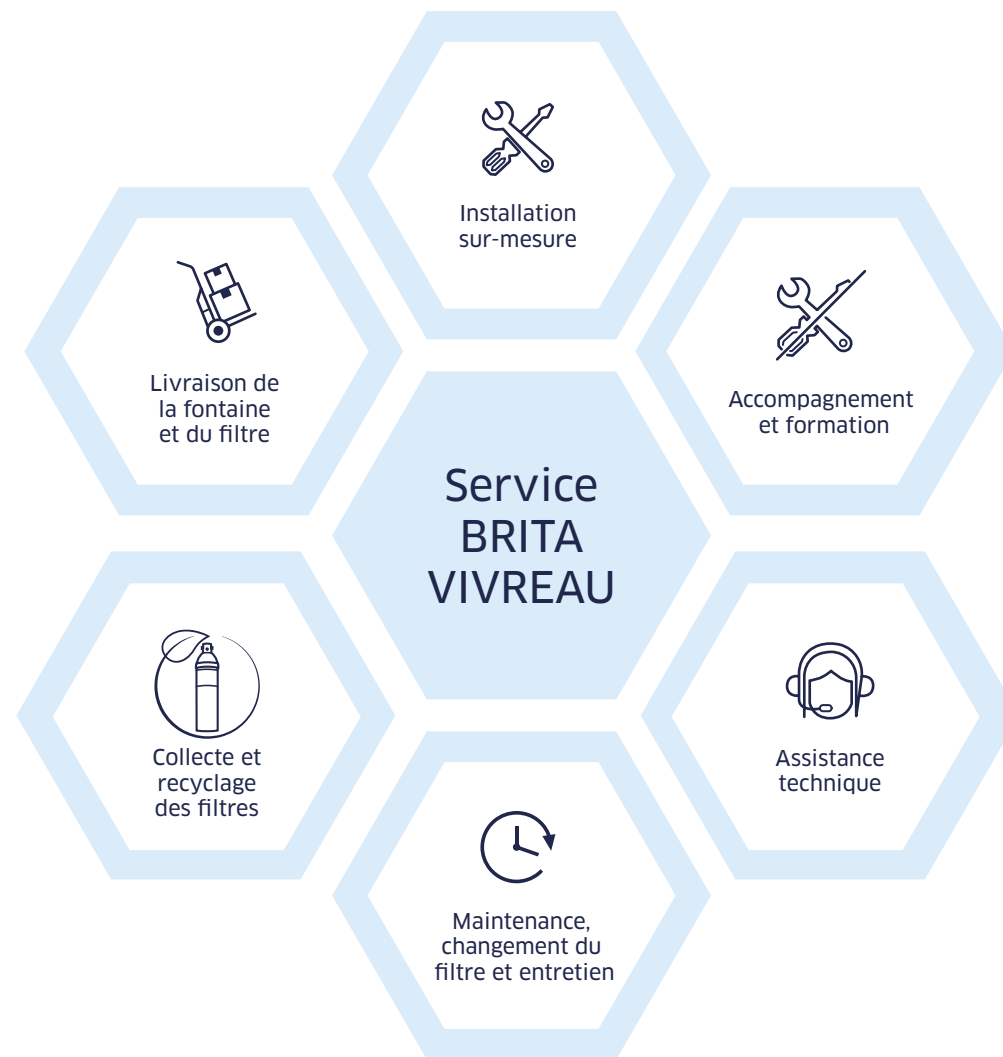 Installation
sur-mesure
Livraison de
la fontaine
et du filtre
Accompagnement
et formation
Service
BRITA
VIVREAU
Collecte et
recyclage
des filtres
Assistance
technique
Maintenance,
changement du
filtre et entretien